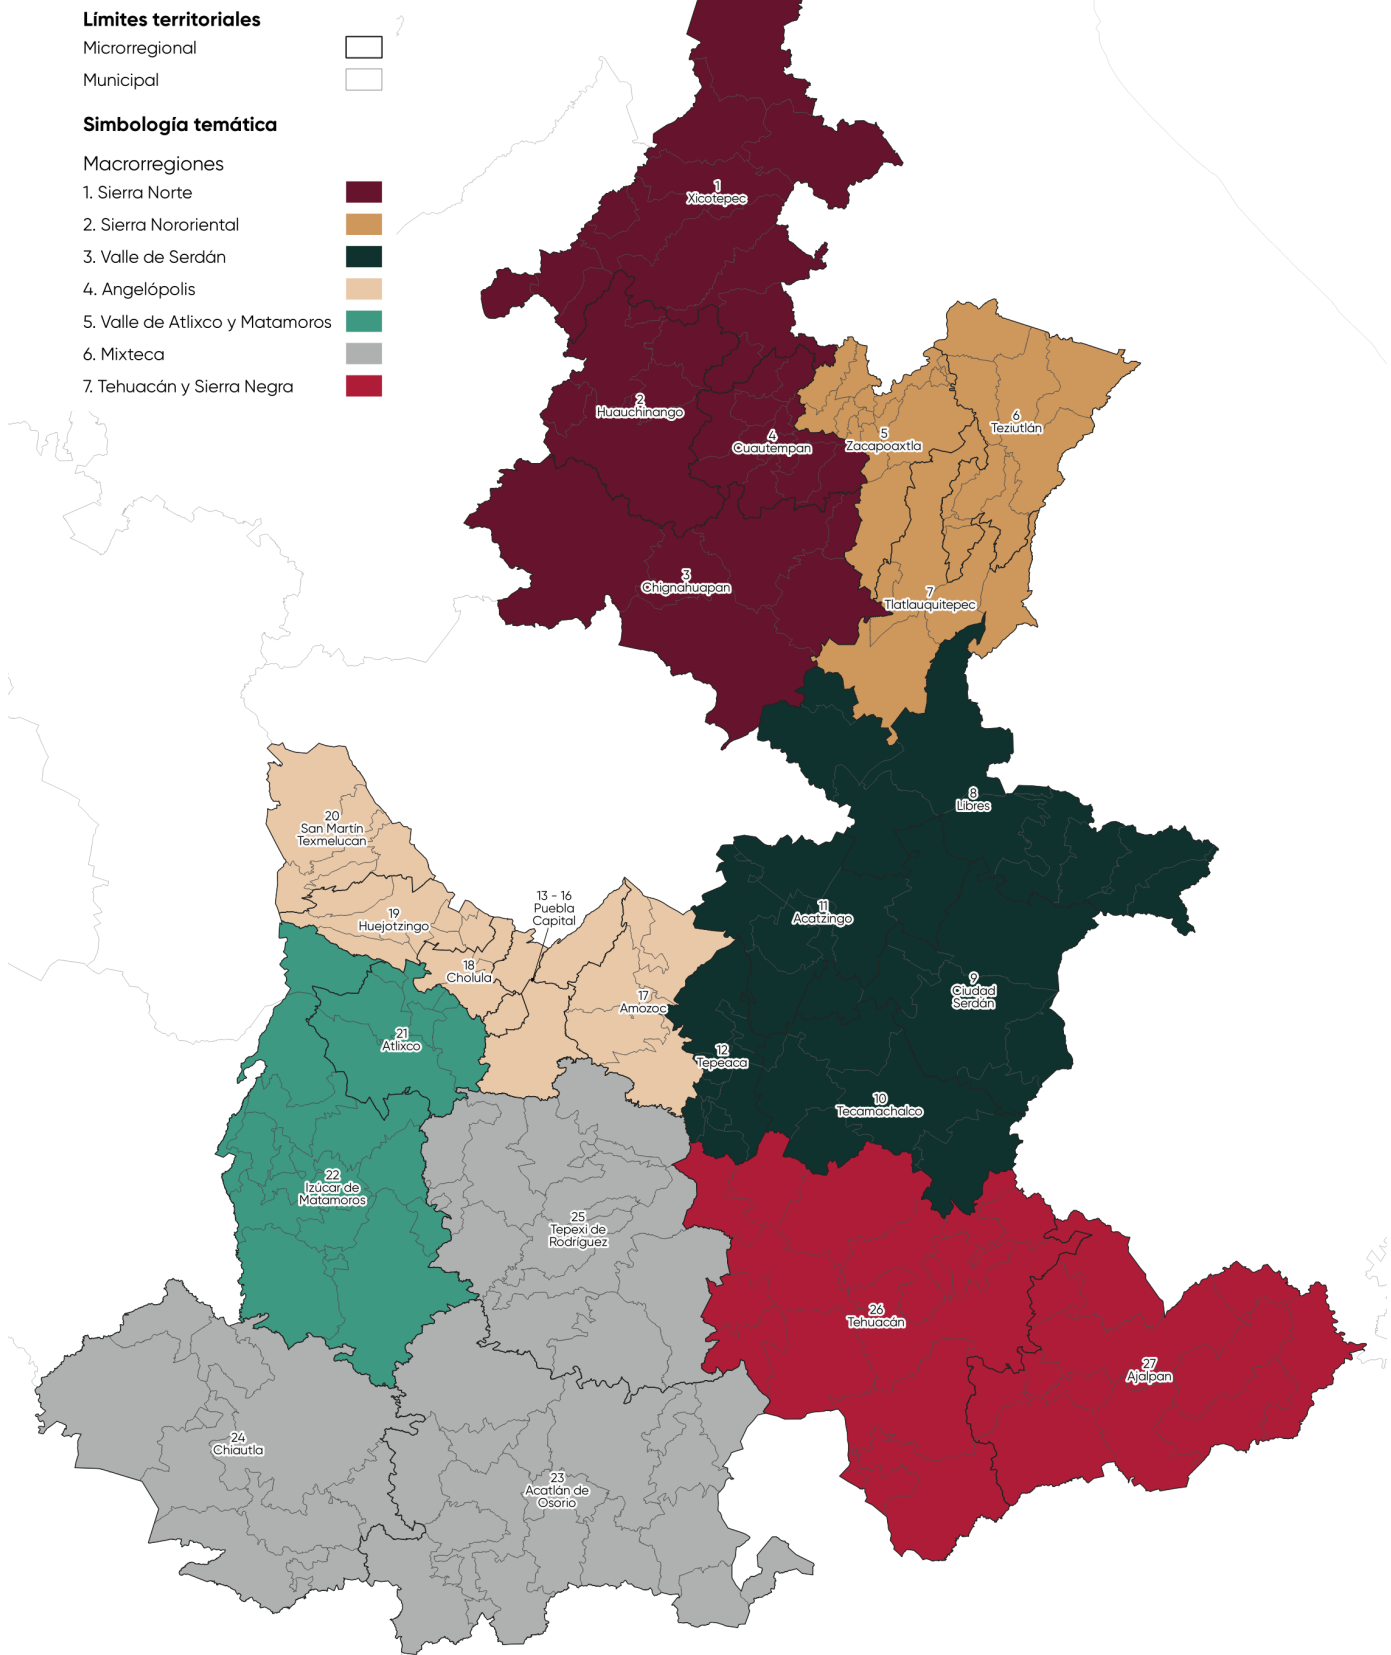 Límites territoriales
Microrregional
Municipal
Simbología temática
Macrorregiones
1. Sierra Norte
2. Sierra Nororiental
3. Valle de Serdán
4. Angelópolis
5. Valle de Atlixco y Matamoros
6. Mixteca
7. Tehuacán y Sierra Negra
1
Xicotepec
2
Huauchinango
4
Cuautempan
5
Zacapoaxtla
6
Teziutlán
3
Chignahuapan
7
Tlatlauquitepec
8
Libres
20
San Martín
Texmelucan
13 - 16
Puebla
Capital
19
Huejotzingo
11
Acatzingo
18
Cholula
17
Amozoc
9
Ciudad
Serdán
21
Atlixco
12
Tepeaca
10
Tecamachalco
22
Izúcar de
Matamoros
25
Tepexi de
Rodríguez
26
Tehuacán
27
Ajalpan
24
Chiautla
23
Acatlán de
Osorio